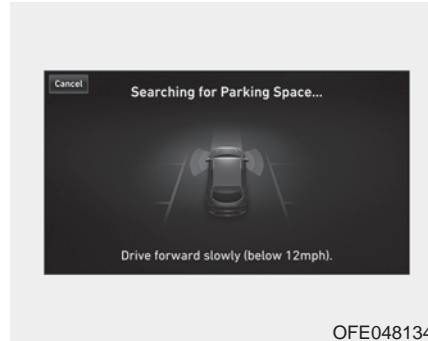 Cancel
Searching for Parking Space...
Drive forward slowly (below 12mph).
OFE048134